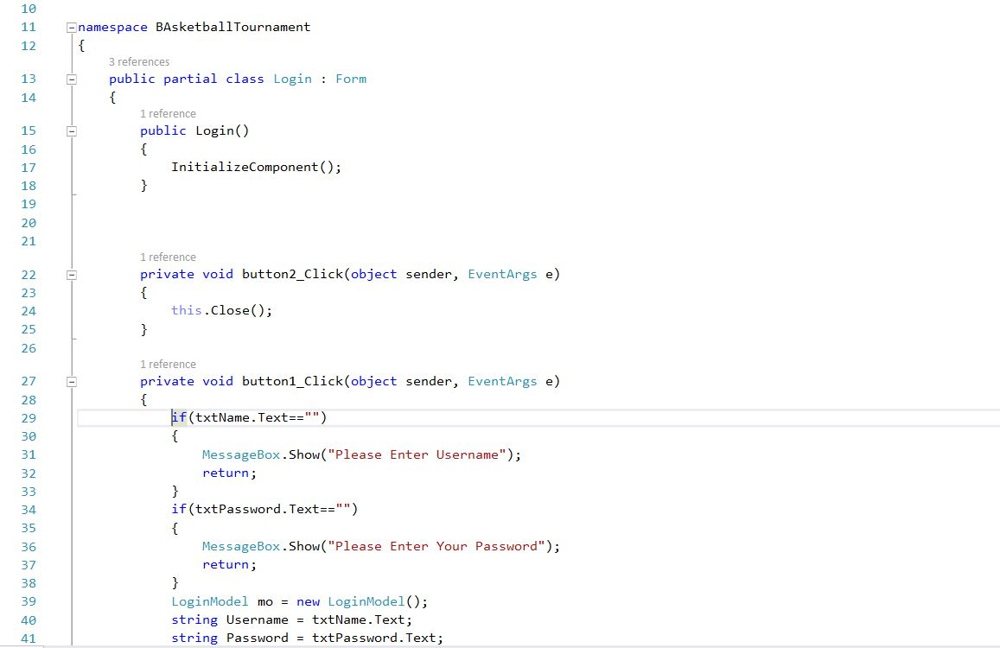 10
11 namespace BAsketballTournament
12 {
3 references
13 public partial class Login : Form
14 {
1 reference
15 public Login()
16 {
17 InitializeComponent();
18 }
19
20
21
1 reference
22 private void button2_Click(object sender, EventArgs e)
23 {
24 this.Close();
25 }
26
1 reference
27 private void button1_Click(object sender, EventArgs e)
28 {
29 if(txtName.Text=="")
30 {
31 MessageBox.Show("Please Enter Username");
32 return;
33 }
34 if(txtPassword.Text=="")
35 {
36 MessageBox.Show("Please Enter Your Password");
37 return;
38 }
39 LoginModel mo = new LoginModel();
40 string Username = txtName.Text;
41 string Password = txtPassword.Text;